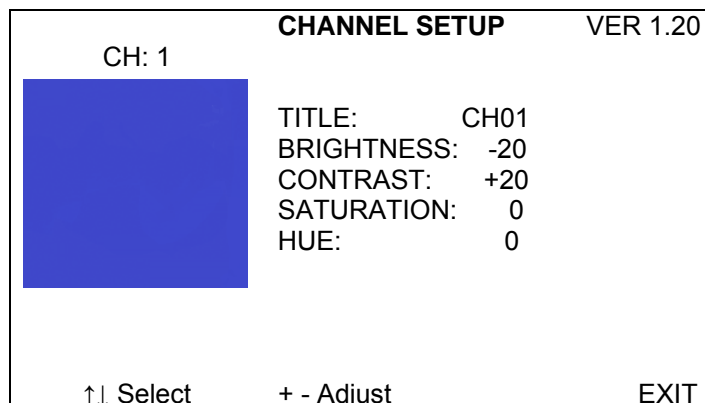 CHANNEL SETUP VER 1.20
CH: 1
TITLE: CH01
BRIGHTNESS: -20
CONTRAST: +20
SATURATION: 0
HUE: 0
↑↓ Select + - Adjust EXIT